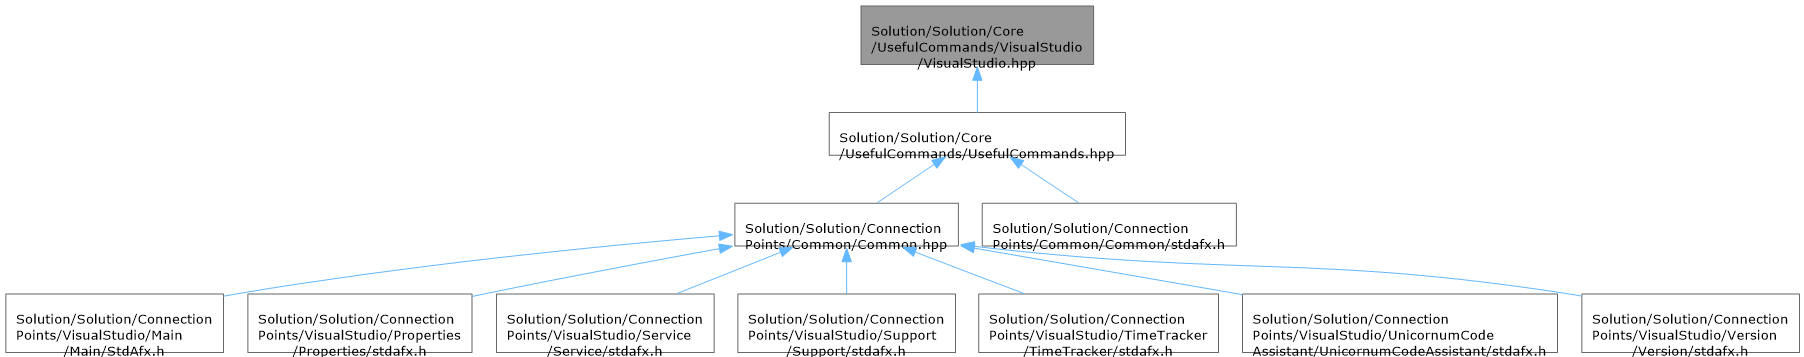 Solution/Solution/Core
/UsefulCommands/VisualStudio
/VisualStudio.hpp
Solution/Solution/Core
/UsefulCommands/UsefulCommands.hpp
Solution/Solution/Connection
Points/Common/Common.hpp
Solution/Solution/Connection
Points/Common/Common/stdafx.h
Solution/Solution/Connection
Points/VisualStudio/Main
/Main/StdAfx.h
Solution/Solution/Connection
Points/VisualStudio/Properties
/Properties/stdafx.h
Solution/Solution/Connection
Points/VisualStudio/Service
/Service/stdafx.h
Solution/Solution/Connection
Points/VisualStudio/Support
/Support/stdafx.h
Solution/Solution/Connection
Points/VisualStudio/TimeTracker
/TimeTracker/stdafx.h
Solution/Solution/Connection
Points/VisualStudio/UnicornumCode
Assistant/UnicornumCodeAssistant/stdafx.h
Solution/Solution/Connection
Points/VisualStudio/Version
/Version/stdafx.h